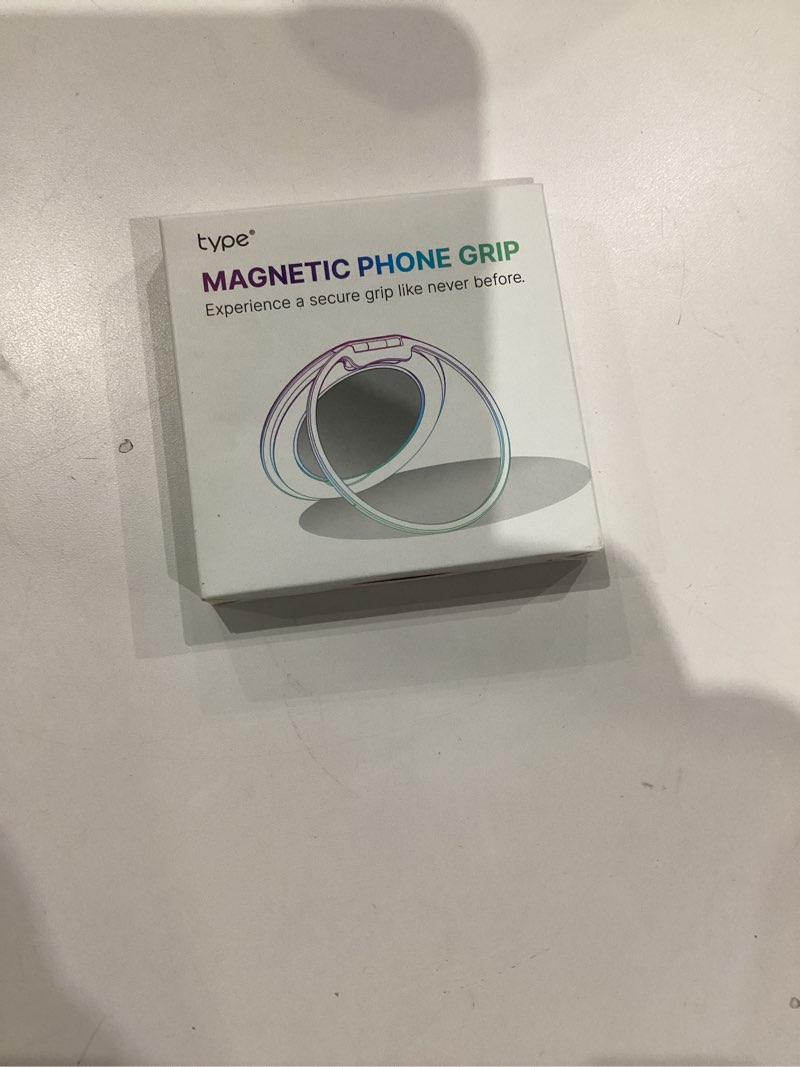 type®
MAGNETIC PHONE GRIP
Experience a secure grip like never before.